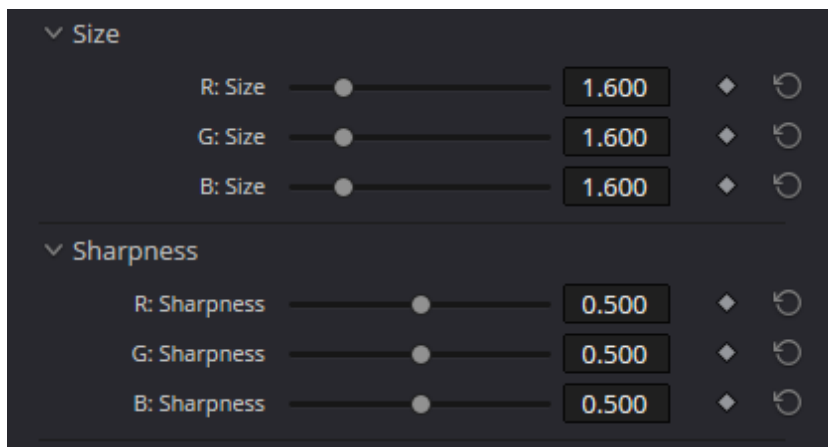 Size
R: Size 1.600
G: Size 1.600
B: Size 1.600
Sharpness
R: Sharpness 0.500
G: Sharpness 0.500
B: Sharpness 0.500